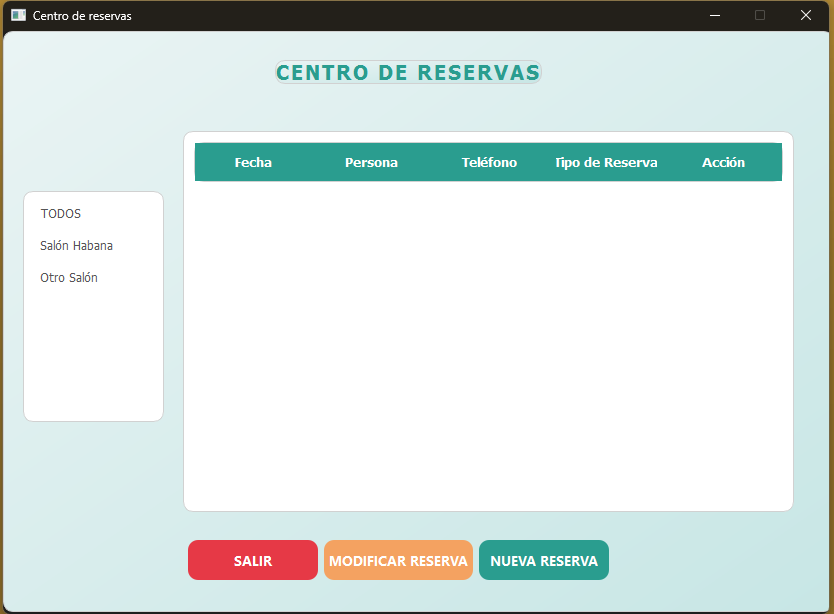 Centro de reservas
CENTRO DE RESERVAS
Fecha Persona Teléfono Tipo de Reserva Acción
TODOS
Salón Habana
Otro Salón
SALIR MODIFICAR RESERVA NUEVA RESERVA